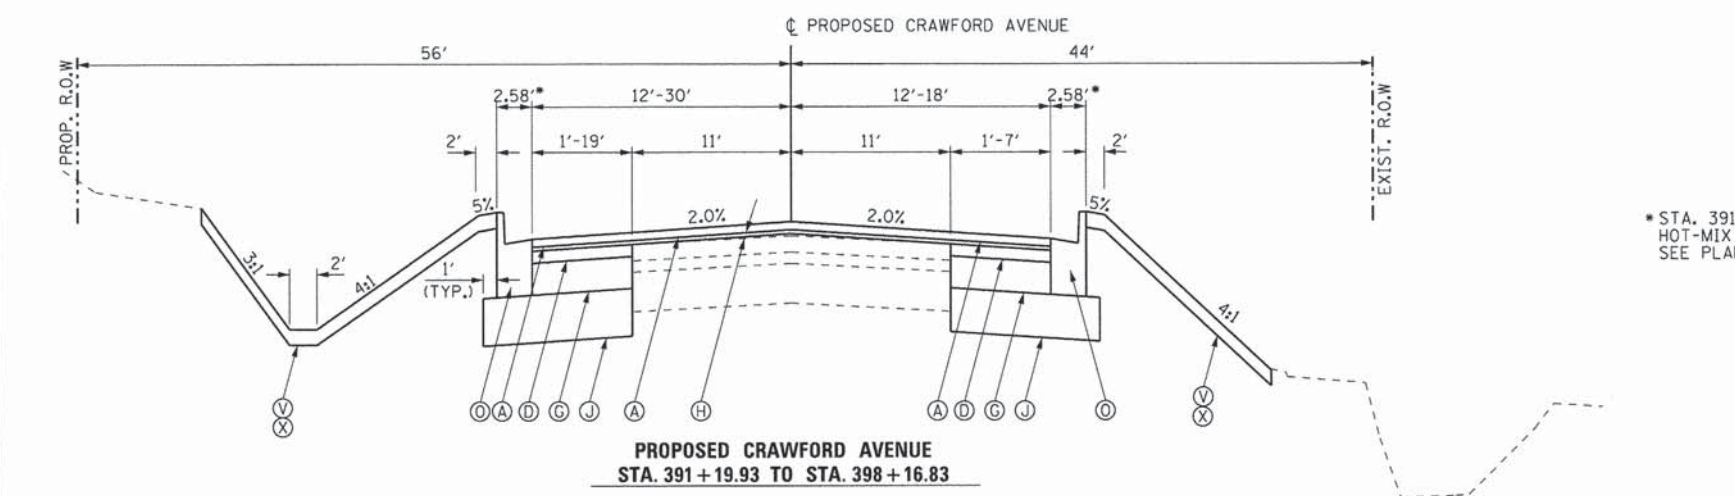 ℄ PROPOSED CRAWFORD AVENUE
56'
44'
PROP. R.O.W
EXIST. R.O.W
2.58'*
12'-30'
12'-18'
2.58'*
2'
1'-19'
11'
11'
1'-7'
2'
5%
2.0%
2.0%
5%
* STA. 391
HOT-MIX
SEE PLA
3:1
2'
4:1
1'
(TYP.)
4:1
V
X
O
A
D
G
J
A
H
A
D
G
J
O
V
X
PROPOSED CRAWFORD AVENUE
STA. 391+19.93 TO STA. 398+16.83